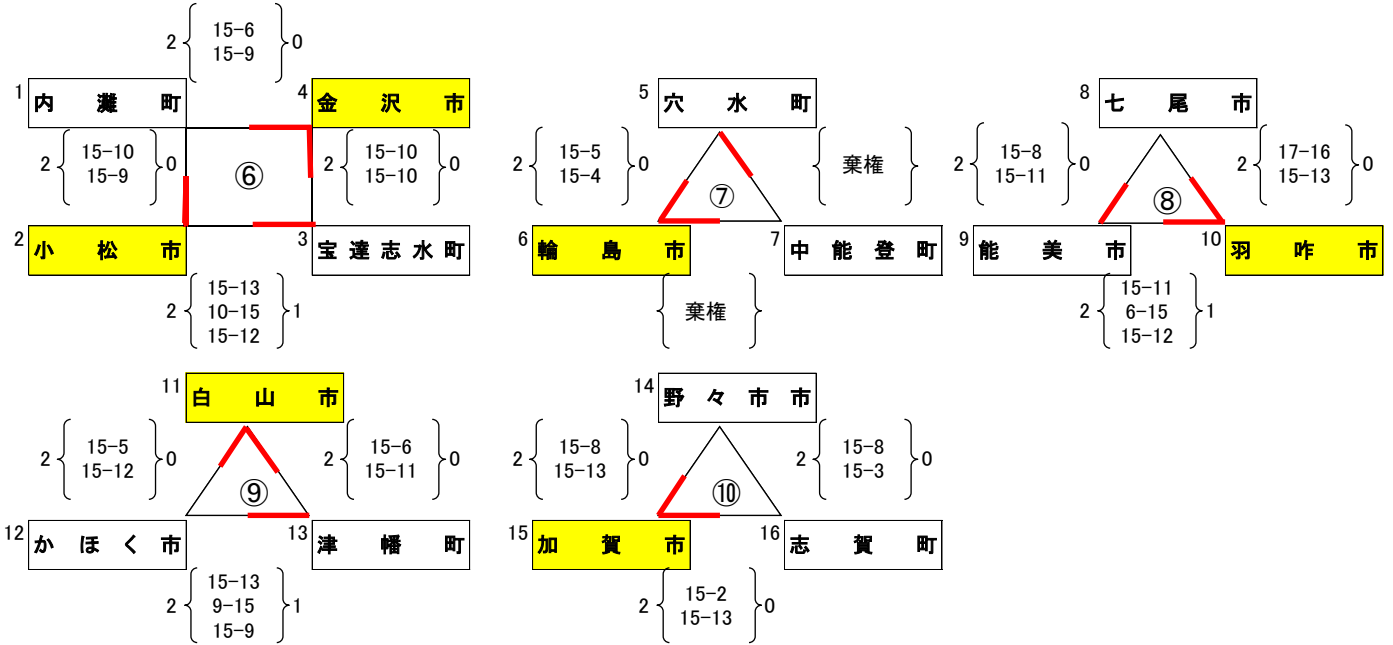 2 15-6 0
15-9
1 内灘町
4 金沢市
2 15-10 0
15-9
⑥
2 15-10 0
15-10
2 小松市
3 宝達志水町
2 15-13 1
10-15
15-12
5 穴水町
2 15-5 0
15-4
⑦
棄権
6 輪島市
7 中能登町
棄権
8 七尾市
2 15-8 0
15-11
⑧
2 17-16 0
15-13
9 能美市
10 羽咋市
2 15-11 1
6-15
15-12
11 白山市
2 15-5 0
15-12
⑨
2 15-6 0
15-11
12 かほく市
13 津幡町
2 15-13 1
9-15
15-9
14 野々市市
2 15-8 0
15-13
⑩
2 15-8 0
15-3
15 加賀市
16 志賀町
2 15-2 0
15-13